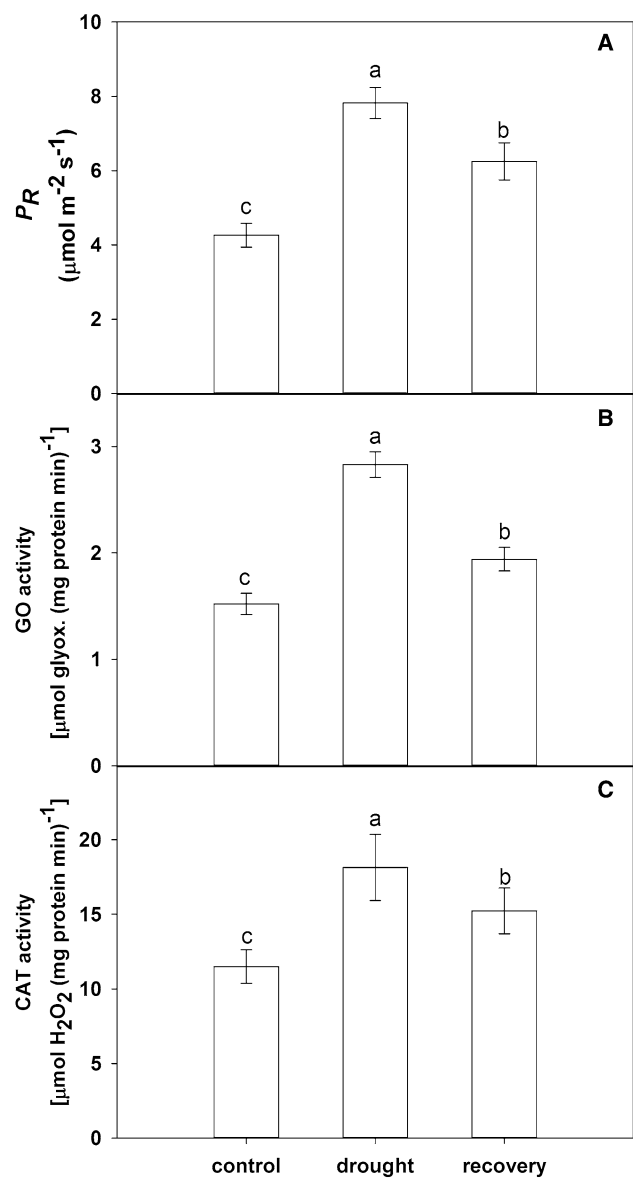 A
P_R
(μmol m⁻² s⁻¹)
10
8
6
4
2
0
c
a
b
B
GO activity
[μmol glyox. (mg protein min)⁻¹]
3
2
1
0
c
a
b
C
CAT activity
[μmol H₂O₂ (mg protein min)⁻¹]
20
15
10
5
0
c
a
b
control drought recovery